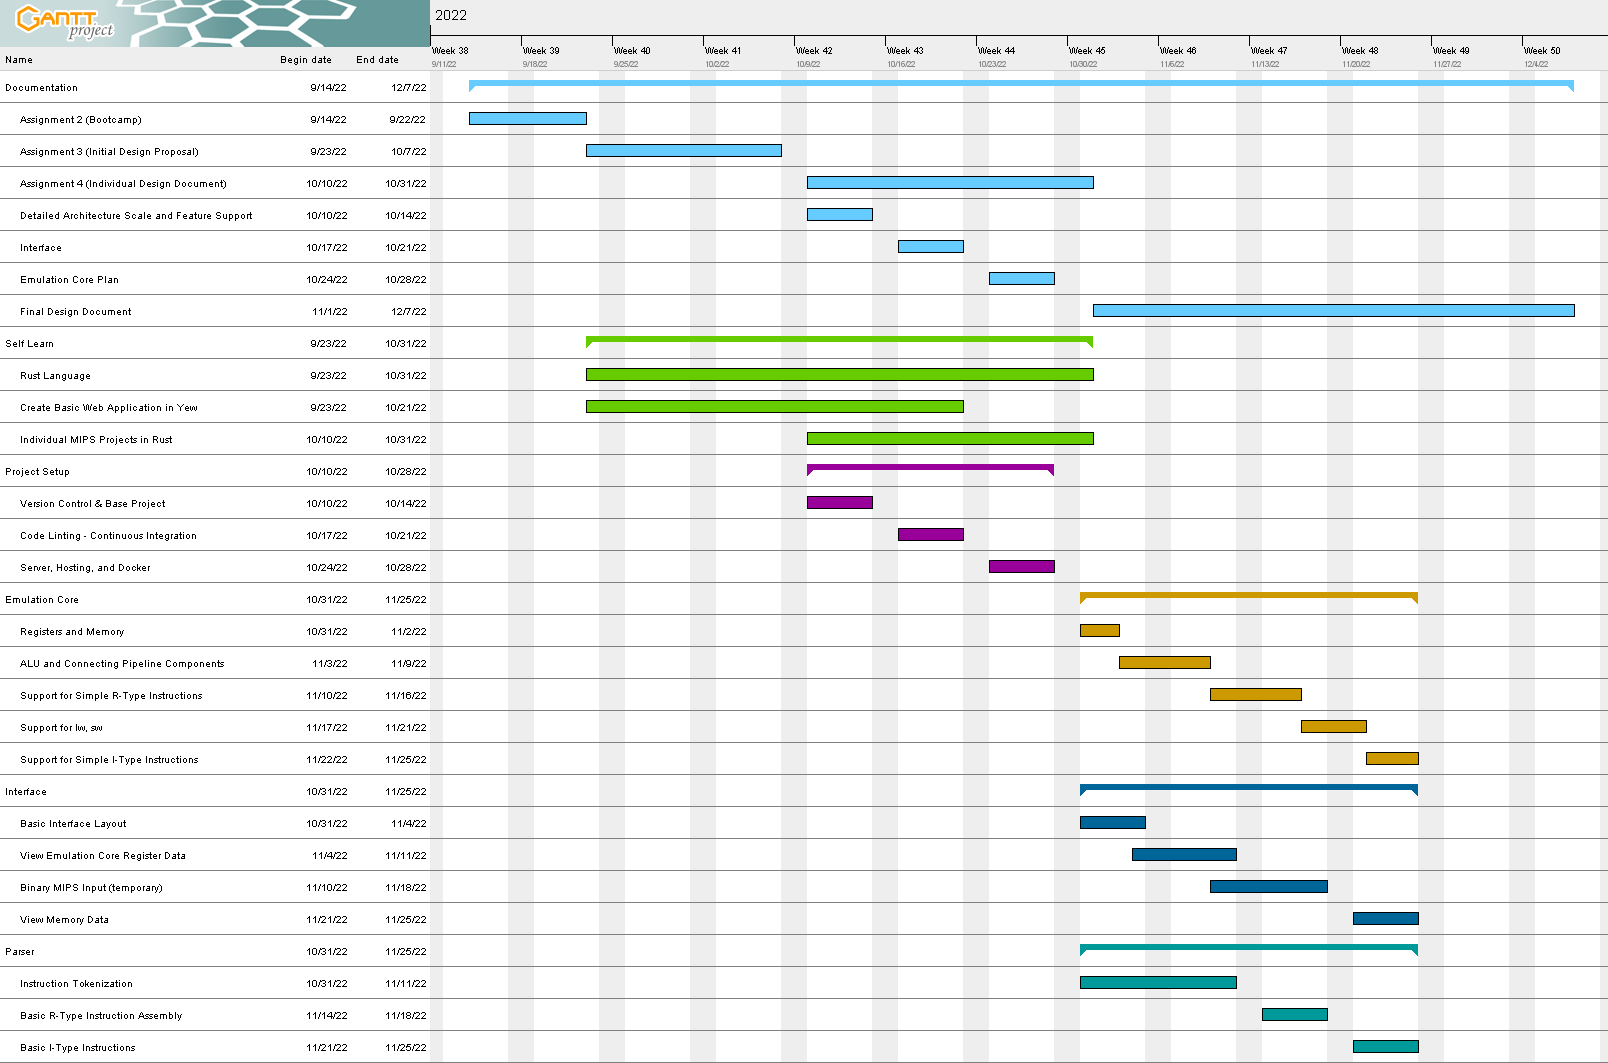 GANTT
project
2022
Week 38 Week 39 Week 40 Week 41 Week 42 Week 43 Week 44 Week 45 Week 46 Week 47 Week 48 Week 49 Week 50
Name Begin date End date 9/11/22 9/18/22 9/25/22 10/2/22 10/9/22 10/16/22 10/23/22 10/30/22 11/6/22 11/13/22 11/20/22 11/27/22 12/4/22
Documentation 9/14/22 12/7/22
Assignment 2 (Bootcamp) 9/14/22 9/22/22
Assignment 3 (Initial Design Proposal) 9/23/22 10/7/22
Assignment 4 (Individual Design Document) 10/10/22 10/31/22
Detailed Architecture Scale and Feature Support 10/10/22 10/14/22
Interface 10/17/22 10/21/22
Emulation Core Plan 10/24/22 10/28/22
Final Design Document 11/1/22 12/7/22
Self Learn 9/23/22 10/31/22
Rust Language 9/23/22 10/31/22
Create Basic Web Application in Yew 9/23/22 10/21/22
Individual MIPS Projects in Rust 10/10/22 10/31/22
Project Setup 10/10/22 10/28/22
Version Control & Base Project 10/10/22 10/14/22
Code Linting - Continuous Integration 10/17/22 10/21/22
Server, Hosting, and Docker 10/24/22 10/28/22
Emulation Core 10/31/22 11/25/22
Registers and Memory 10/31/22 11/2/22
ALU and Connecting Pipeline Components 11/3/22 11/9/22
Support for Simple R-Type Instructions 11/10/22 11/16/22
Support for lw, sw 11/17/22 11/21/22
Support for Simple I-Type Instructions 11/22/22 11/25/22
Interface 10/31/22 11/25/22
Basic Interface Layout 10/31/22 11/4/22
View Emulation Core Register Data 11/4/22 11/11/22
Binary MIPS Input (temporary) 11/10/22 11/18/22
View Memory Data 11/21/22 11/25/22
Parser 10/31/22 11/25/22
Instruction Tokenization 10/31/22 11/11/22
Basic R-Type Instruction Assembly 11/14/22 11/18/22
Basic I-Type Instructions 11/21/22 11/25/22